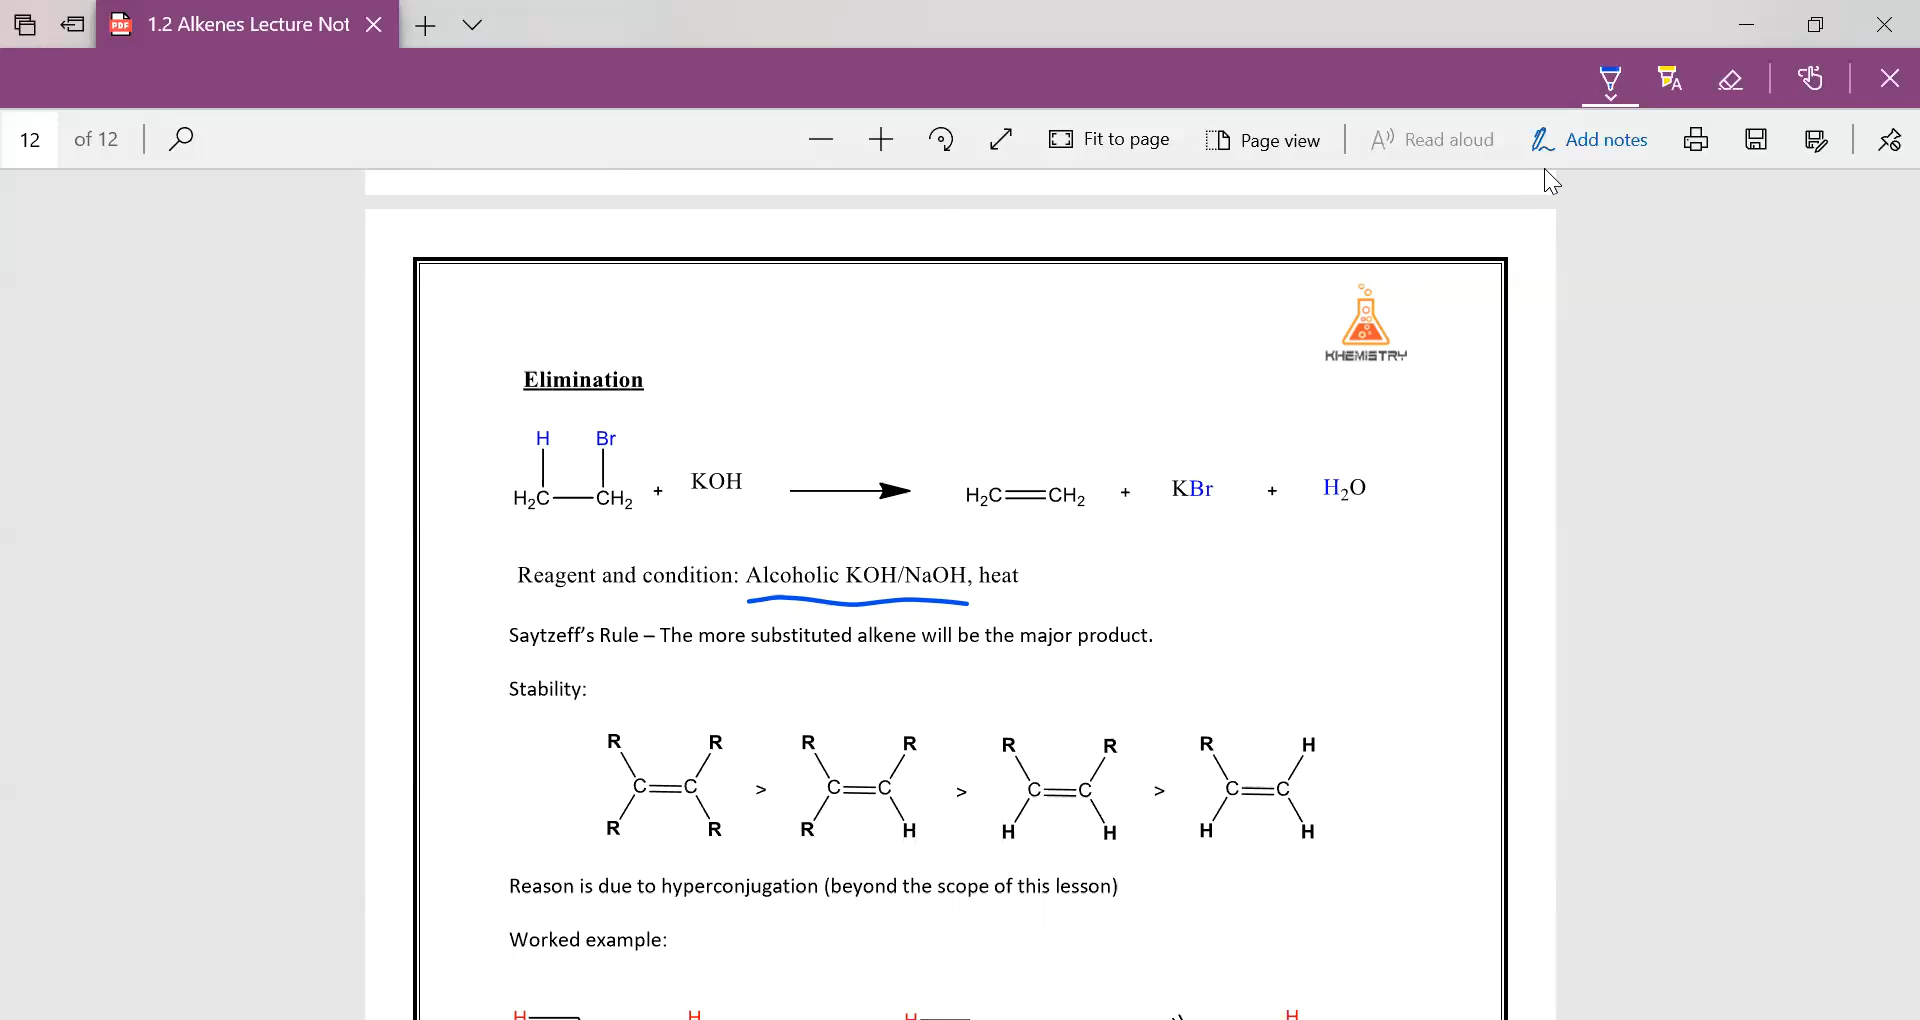 1.2 Alkenes Lecture Not
12 of 12 Fit to page Page view Read aloud Add notes
KHEMISTRY
Elimination
H Br
H₂C CH₂ + KOH H₂C CH₂ + KBr + H₂O
Reagent and condition: Alcoholic KOH/NaOH, heat
Saytzeff’s Rule – The more substituted alkene will be the major product.
Stability:
R R R R R R R H
C C > C C > C C > C C
R R R H H H H H
Reason is due to hyperconjugation (beyond the scope of this lesson)
Worked example:
H H H H